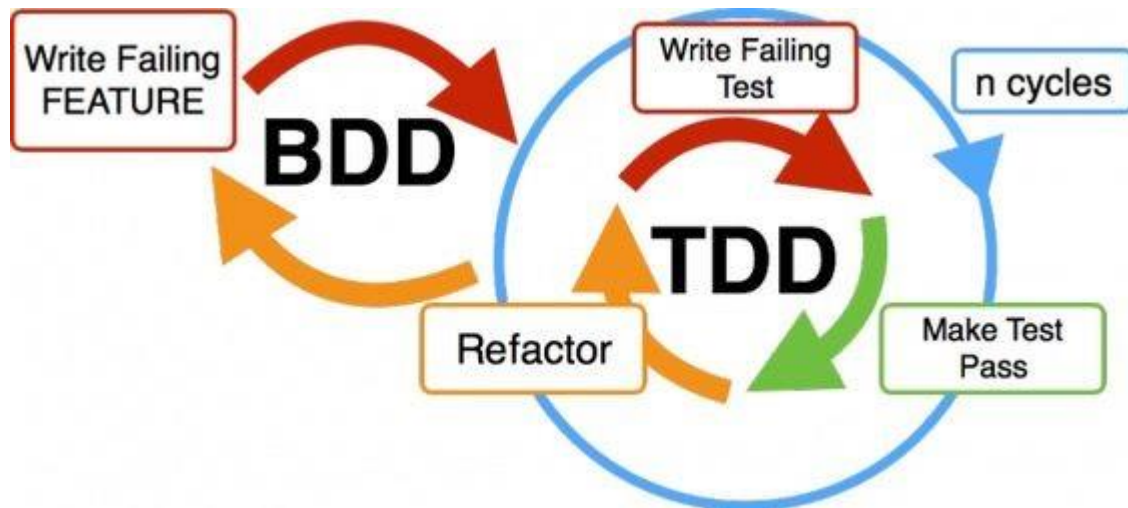 Write Failing
FEATURE
BDD
Write Failing
Test
n cycles
TDD
Refactor
Make Test
Pass